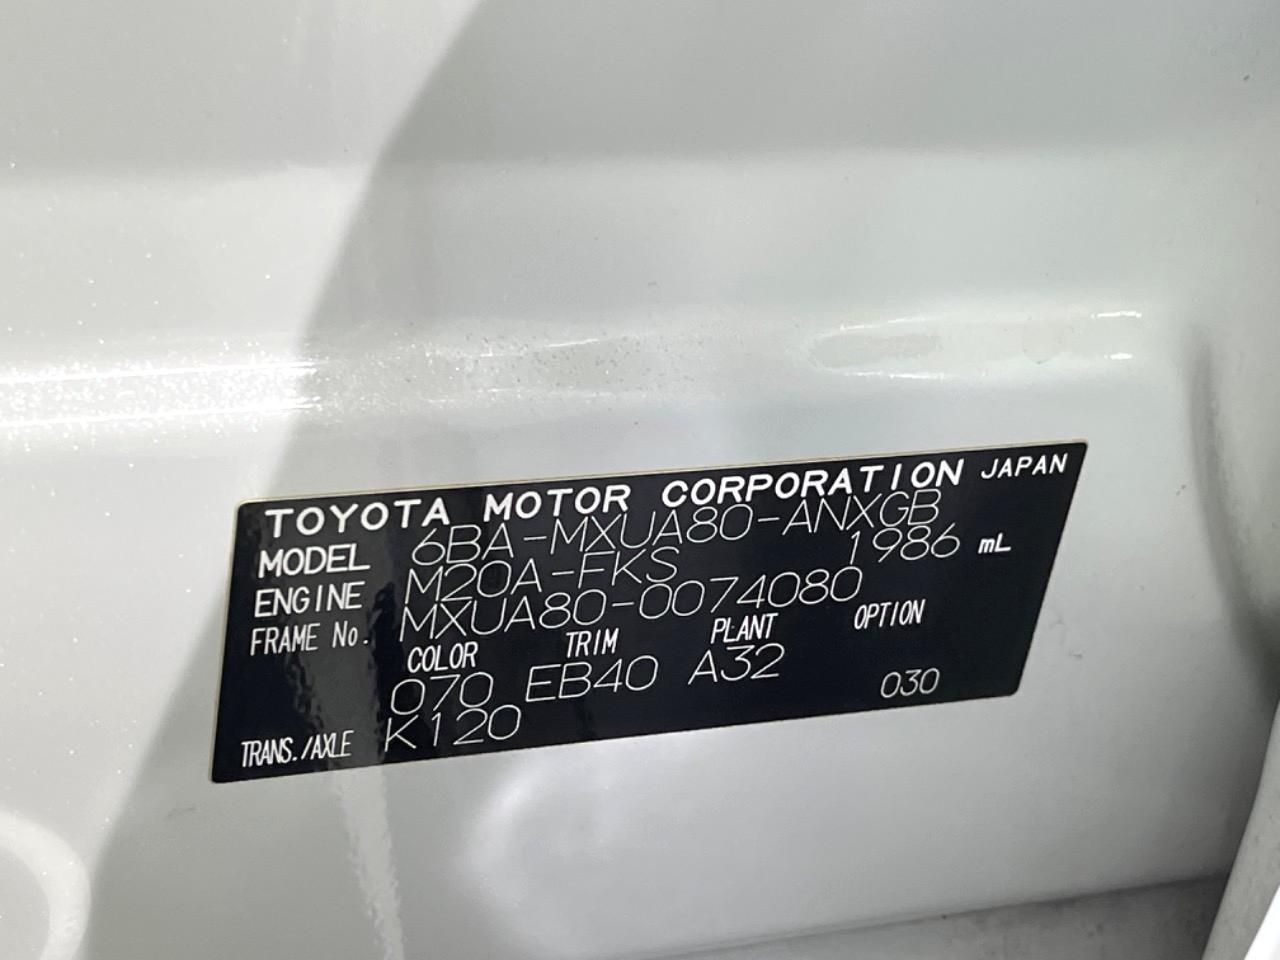 TOYOTA MOTOR CORPORATION JAPAN
MODEL 6BA-MXUA80-ANXGB
ENGINE M20A-FKS 1986 mL
FRAME No. MXUA80-0074080
COLOR TRIM PLANT OPTION
070 EB40 A32 030
TRANS./AXLE K120